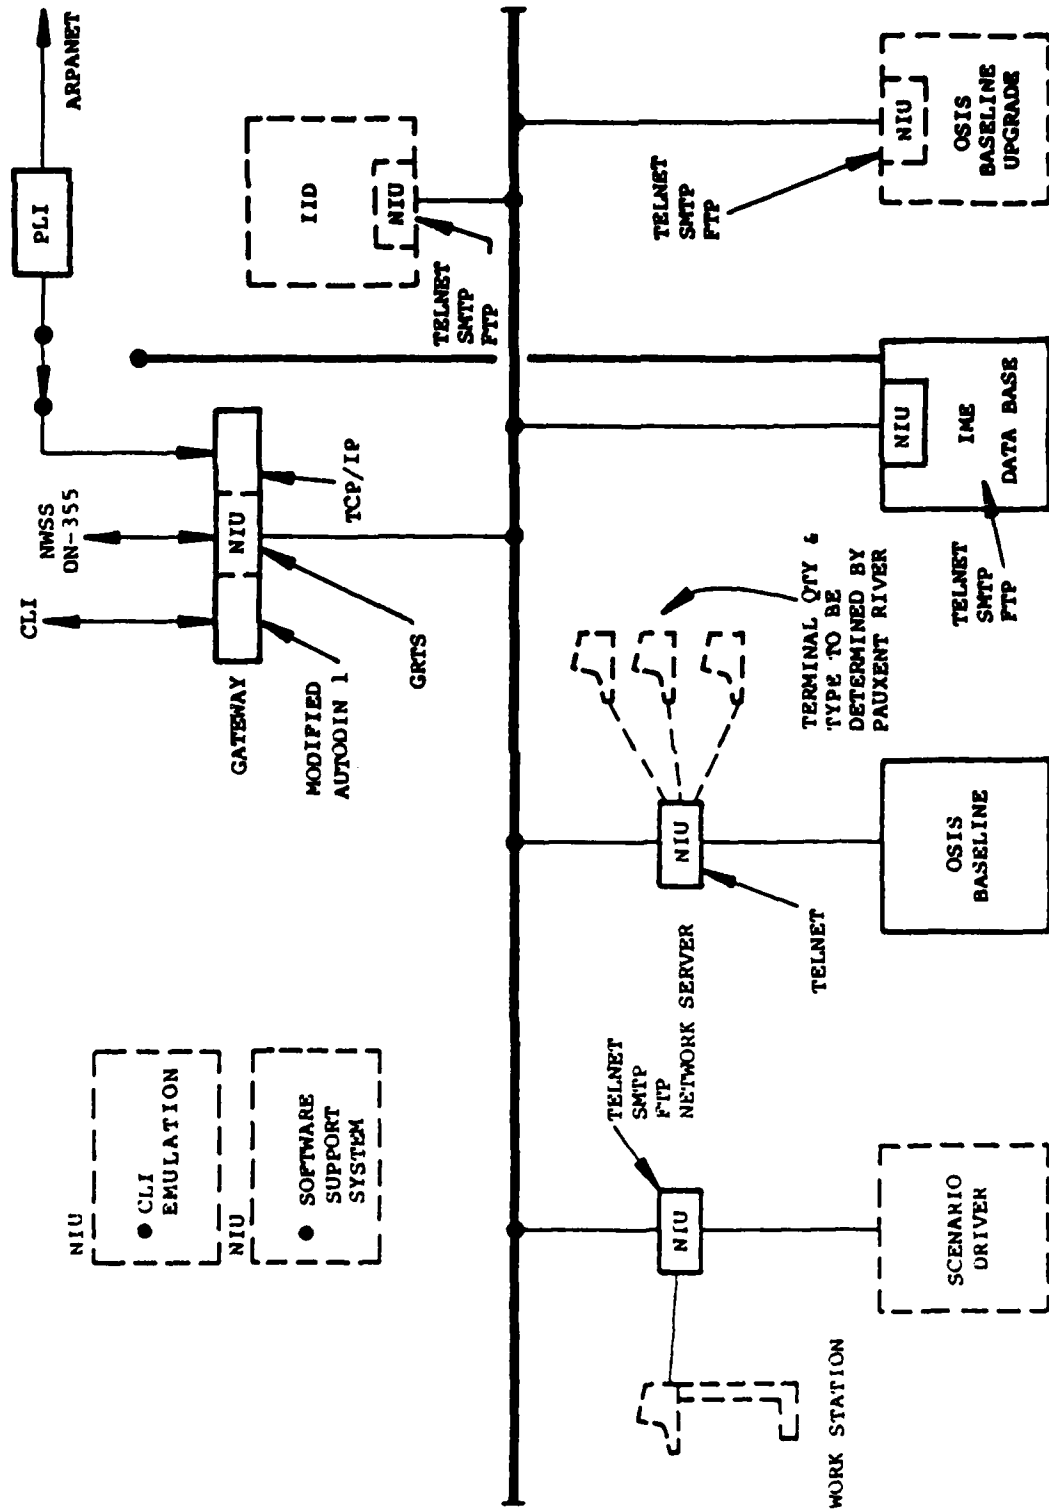 NIU
CLI
EMULATION
NIU
SOFTWARE
SUPPORT
SYSTEM
CLI
NWSS
ON-355
PLI
ARPANET
GATEWAY
NIU
MODIFIED
AUTODIN 1
GRTS
TCP/IP
IID
NIU
TELNET
SMTP
FTP
WORK STATION
NIU
TELNET
SMTP
FTP
NETWORK SERVER
SCENARIO
DRIVER
NIU
TELNET
OSIS
BASELINE
TERMINAL QTY &
TYPE TO BE
DETERMINED BY
PAUXENT RIVER
NIU
IME
DATA BASE
TELNET
SMTP
FTP
TELNET
SMTP
FTP
NIU
OSIS
BASELINE
UPGRADE